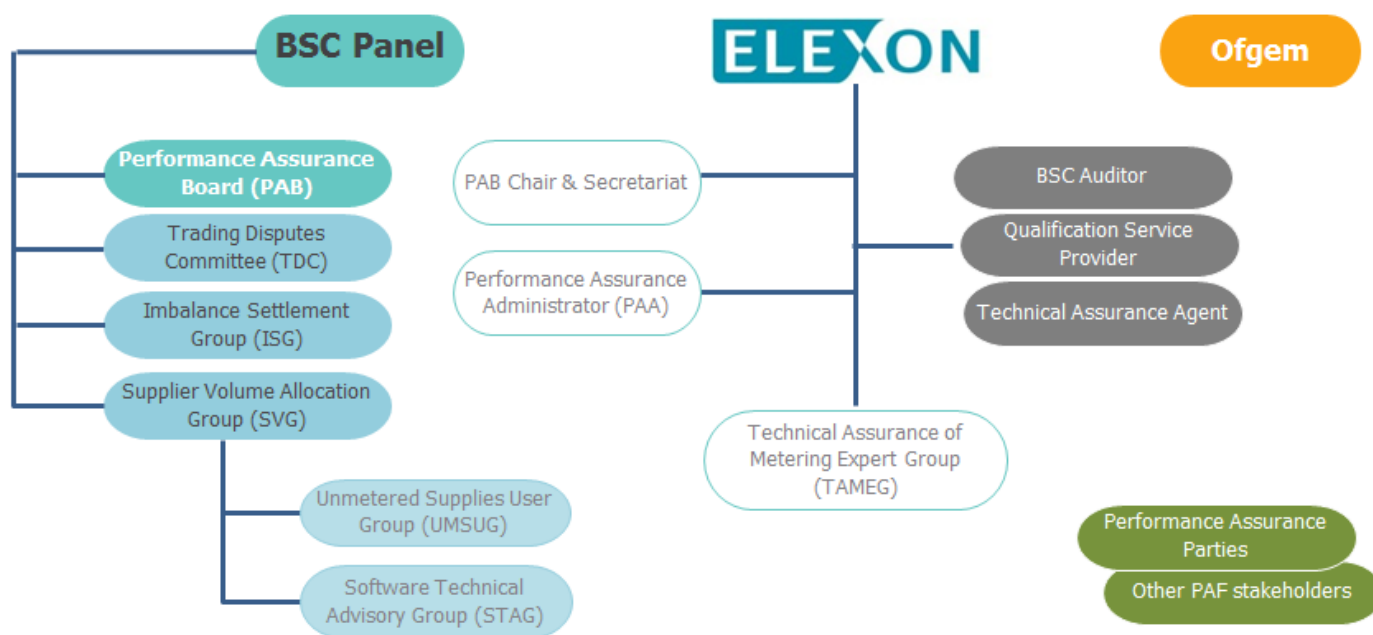 BSC Panel
ELEXON
Ofgem
Performance Assurance
Board (PAB)
Trading Disputes
Committee (TDC)
Imbalance Settlement
Group (ISG)
Supplier Volume Allocation
Group (SVG)
Unmetered Supplies User
Group (UMSUG)
Software Technical
Advisory Group (STAG)
PAB Chair & Secretariat
Performance Assurance
Administrator (PAA)
BSC Auditor
Qualification Service
Provider
Technical Assurance Agent
Technical Assurance of
Metering Expert Group
(TAMEG)
Performance Assurance
Parties
Other PAF stakeholders